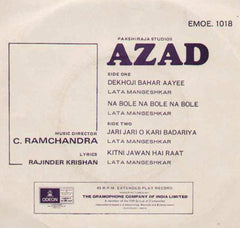 EMOE. 1018
PAKSHIRAJA STUDIOS
AZAD
SIDE ONE
DEKHOJI BAHAR AAYEE
LATA MANGESHKAR
NA BOLE NA BOLE NA BOLE
LATA MANGESHKAR
SIDE TWO
JARI JARI O KARI BADARIYA
LATA MANGESHKAR
KITNI JAWAN HAI RAAT
LATA MANGESHKAR
MUSIC DIRECTOR
C. RAMCHANDRA
LYRICS
RAJINDER KRISHAN
ODEON
45 R.P.M. EXTENDED PLAY RECORD
THE GRAMOPHONE COMPANY OF INDIA LIMITED